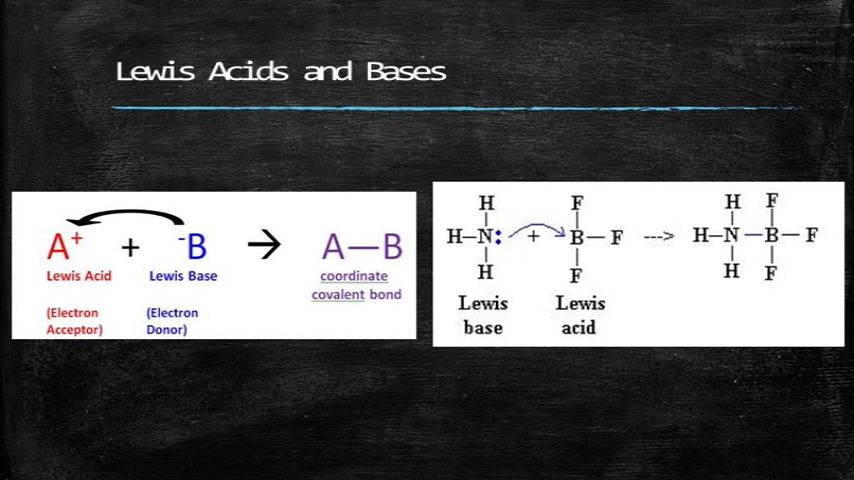 Lewis Acids and Bases
A+ + -B → A—B
Lewis Acid Lewis Base coordinate
covalent bond
(Electron (Electron
Acceptor) Donor)
H F H F
H—N: + B—F ---> H—N—B—F
H F H F
Lewis Lewis
base acid